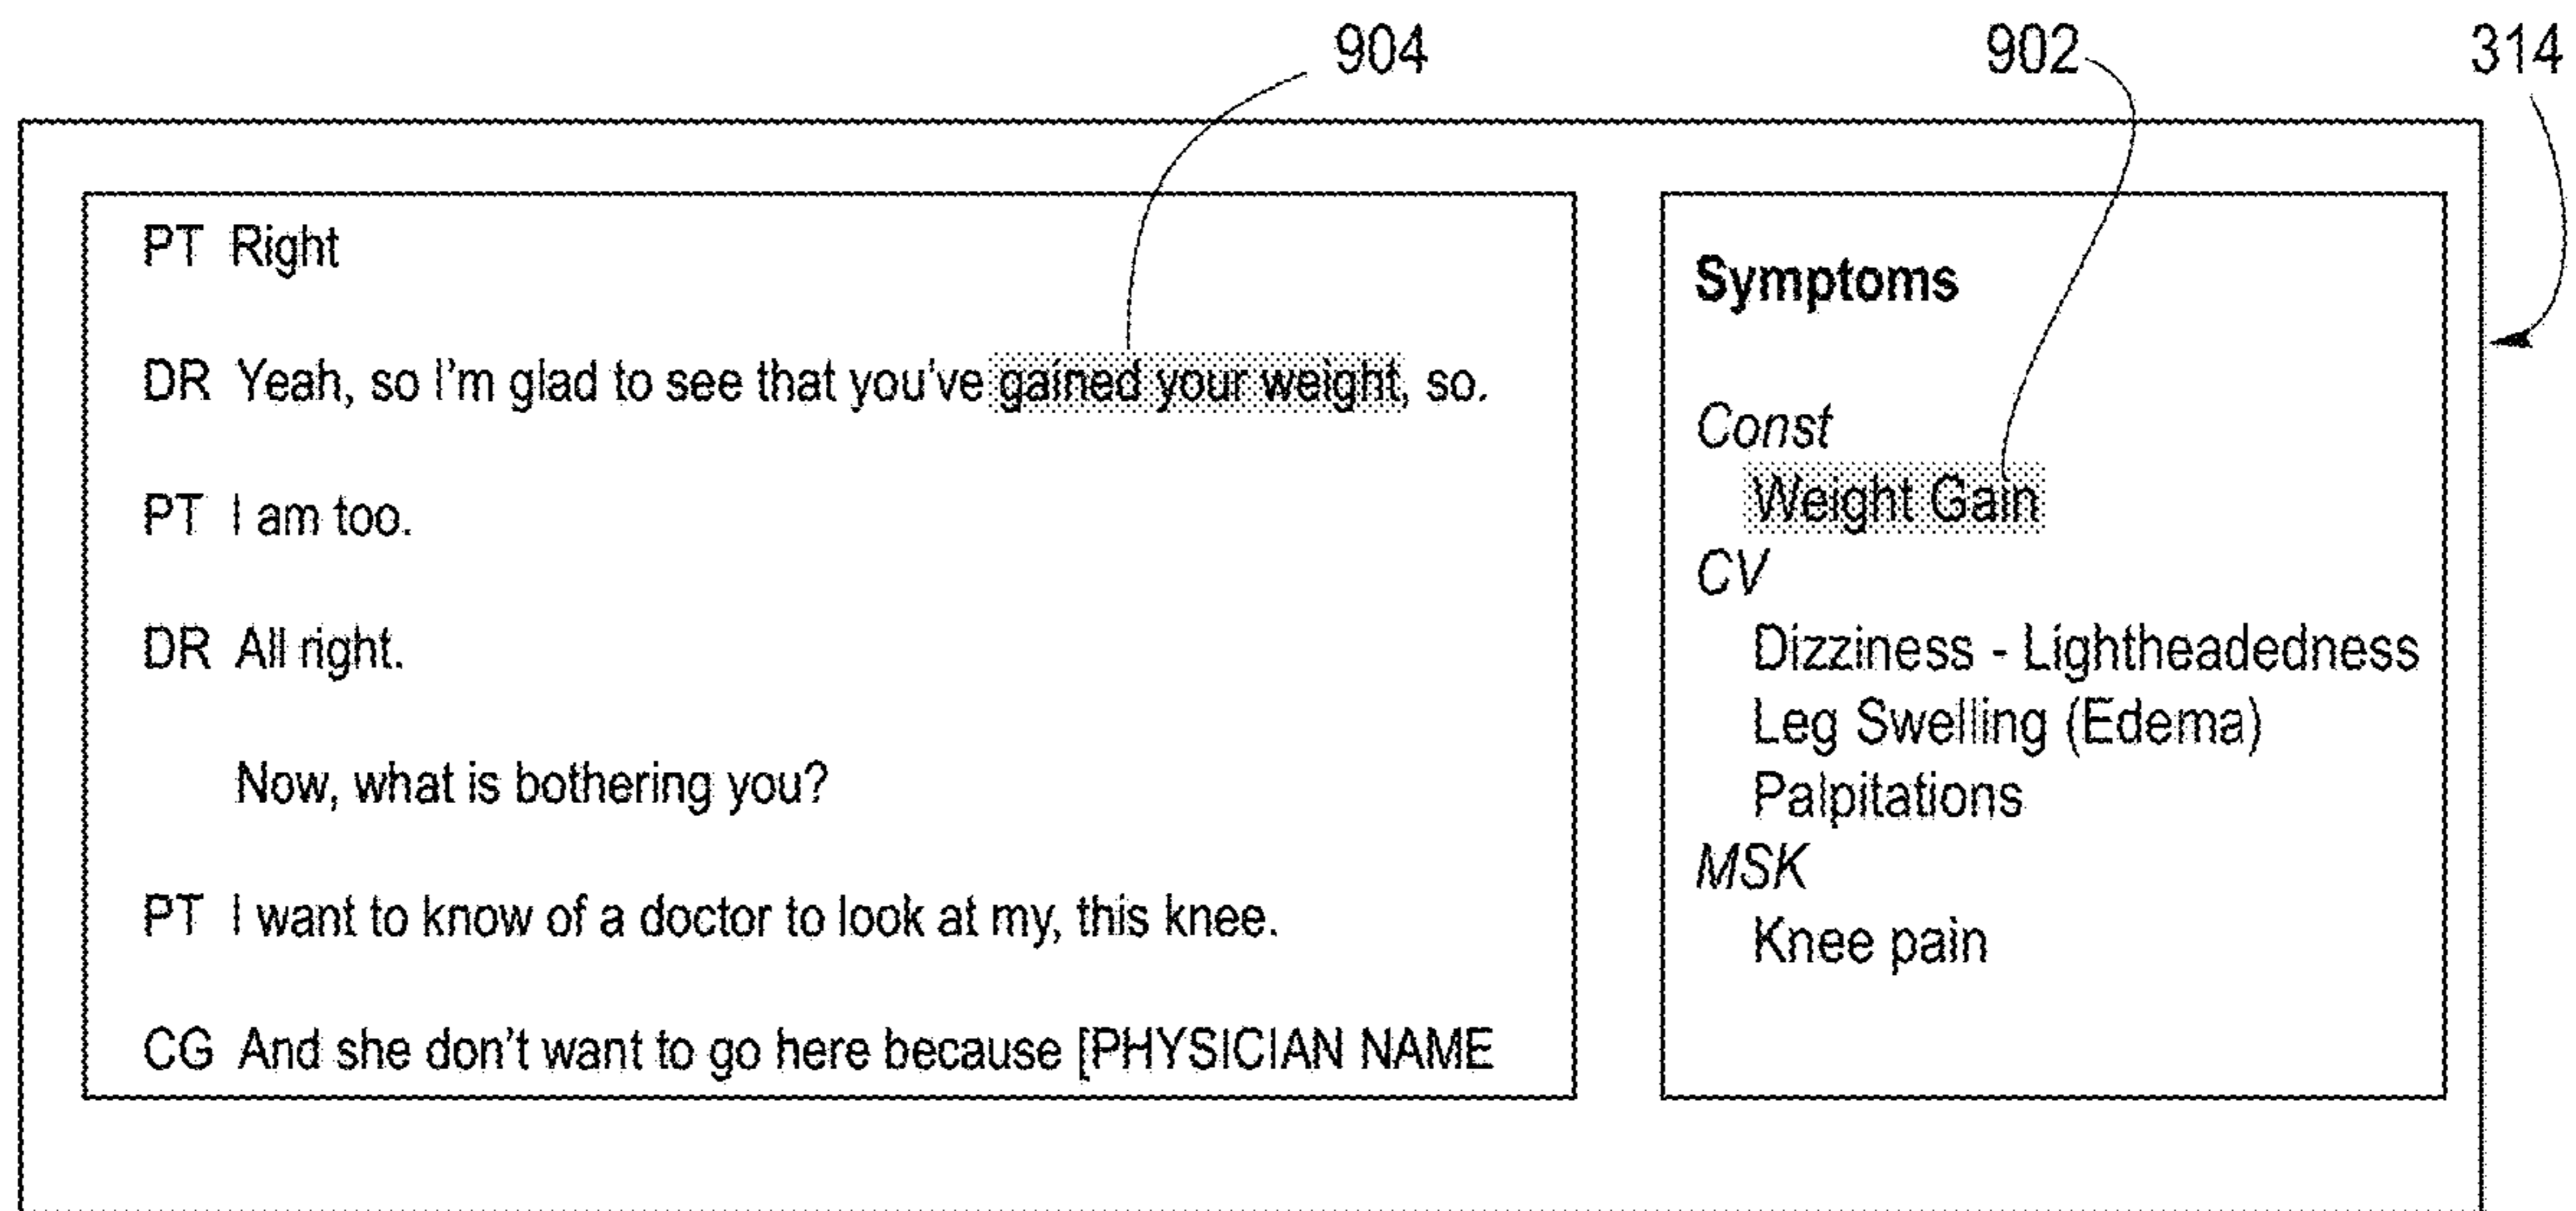 904
902
314
PT Right
DR Yeah, so I'm glad to see that you've gained your weight, so.
PT I am too.
DR All right.
Now, what is bothering you?
PT I want to know of a doctor to look at my, this knee.
CG And she don't want to go here because [PHYSICIAN NAME
Symptoms
Const
Weight Gain
CV
Dizziness - Lightheadedness
Leg Swelling (Edema)
Palpitations
MSK
Knee pain